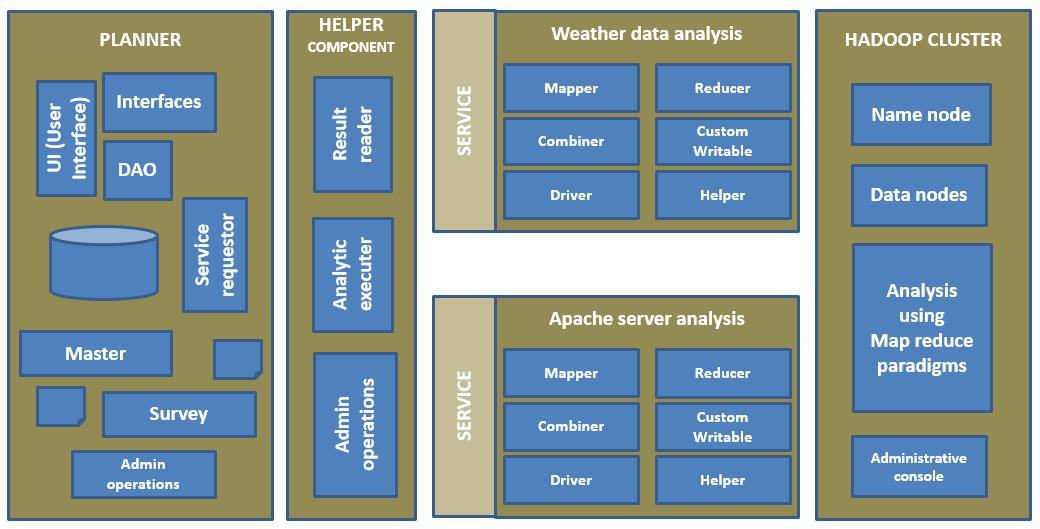 PLANNER
UI (User
Interface)
Interfaces
DAO
Service
requestor
Master
Survey
Admin
operations
HELPER
COMPONENT
Result
reader
Analytic
executer
Admin
operations
SERVICE
Weather data analysis
Mapper
Reducer
Combiner
Custom
Writable
Driver
Helper
SERVICE
Apache server analysis
Mapper
Reducer
Combiner
Custom
Writable
Driver
Helper
HADOOP CLUSTER
Name node
Data nodes
Analysis
using
Map reduce
paradigms
Administrative
console